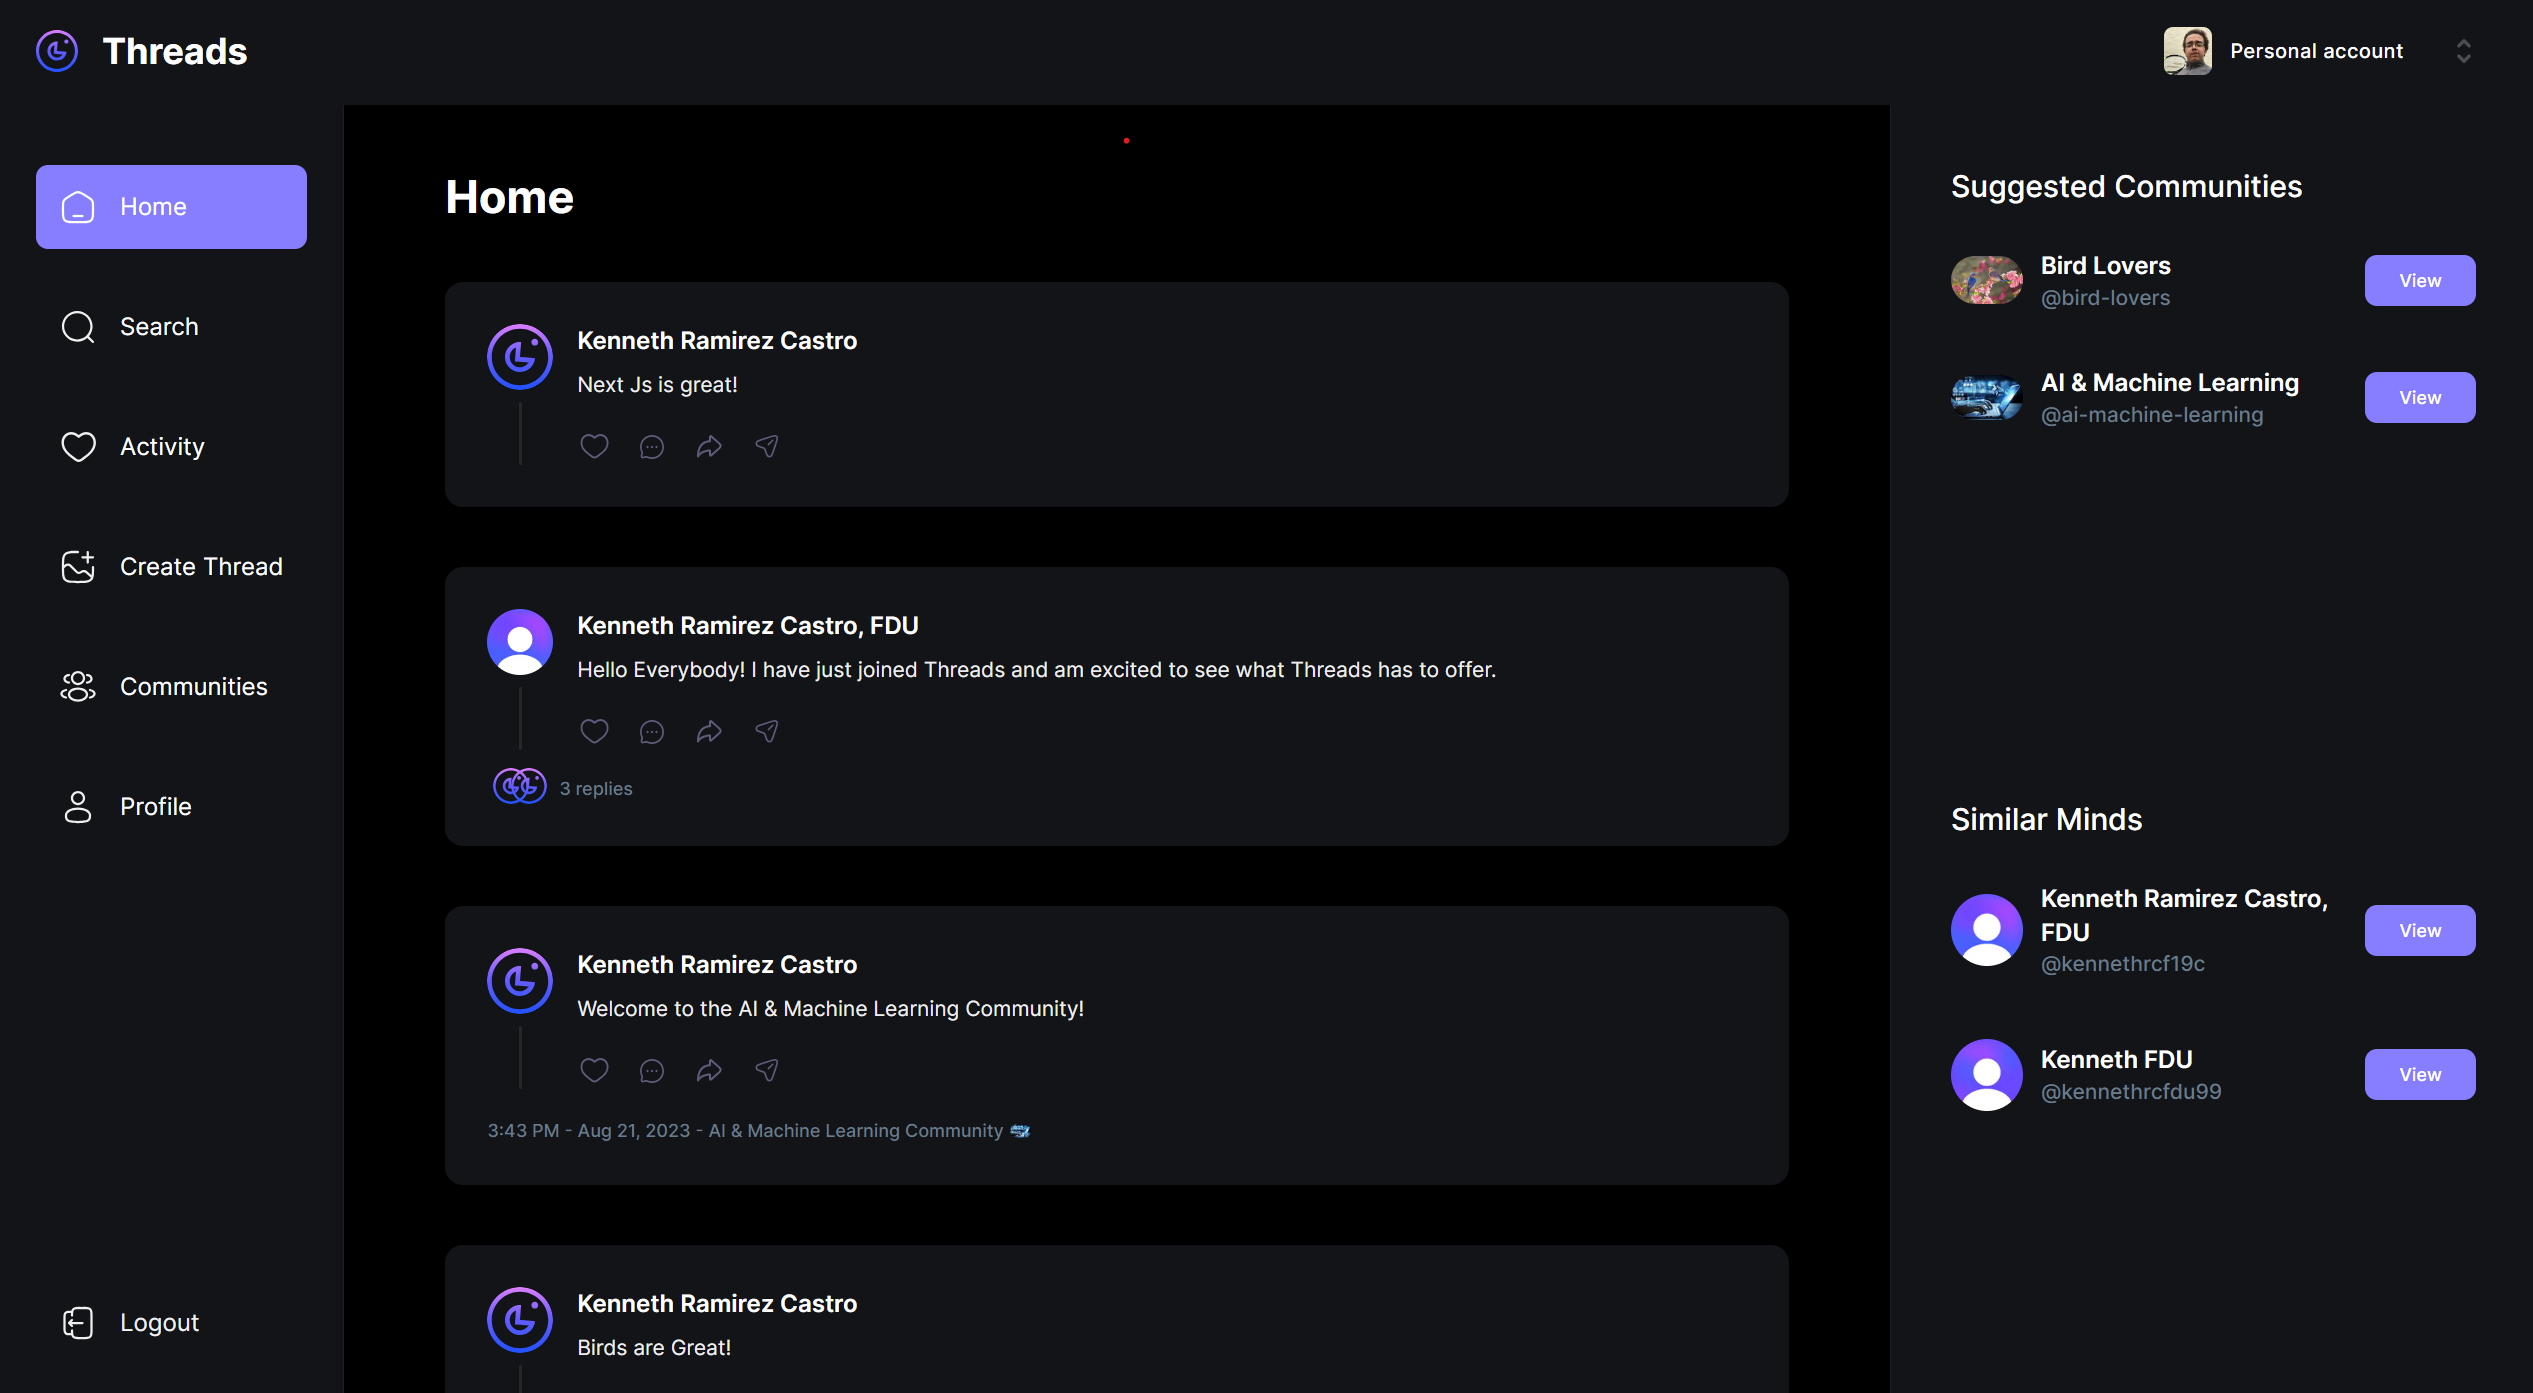 Threads
Personal account
Home
Search
Activity
Create Thread
Communities
Profile
Logout
Home
Kenneth Ramirez Castro
Next Js is great!
Kenneth Ramirez Castro, FDU
Hello Everybody! I have just joined Threads and am excited to see what Threads has to offer.
3 replies
Kenneth Ramirez Castro
Welcome to the AI & Machine Learning Community!
3:43 PM - Aug 21, 2023 - AI & Machine Learning Community
Kenneth Ramirez Castro
Birds are Great!
Suggested Communities
Bird Lovers
@bird-lovers
View
AI & Machine Learning
@ai-machine-learning
View
Similar Minds
Kenneth Ramirez Castro,
FDU
@kennethrcf19c
View
Kenneth FDU
@kennethrcfdu99
View